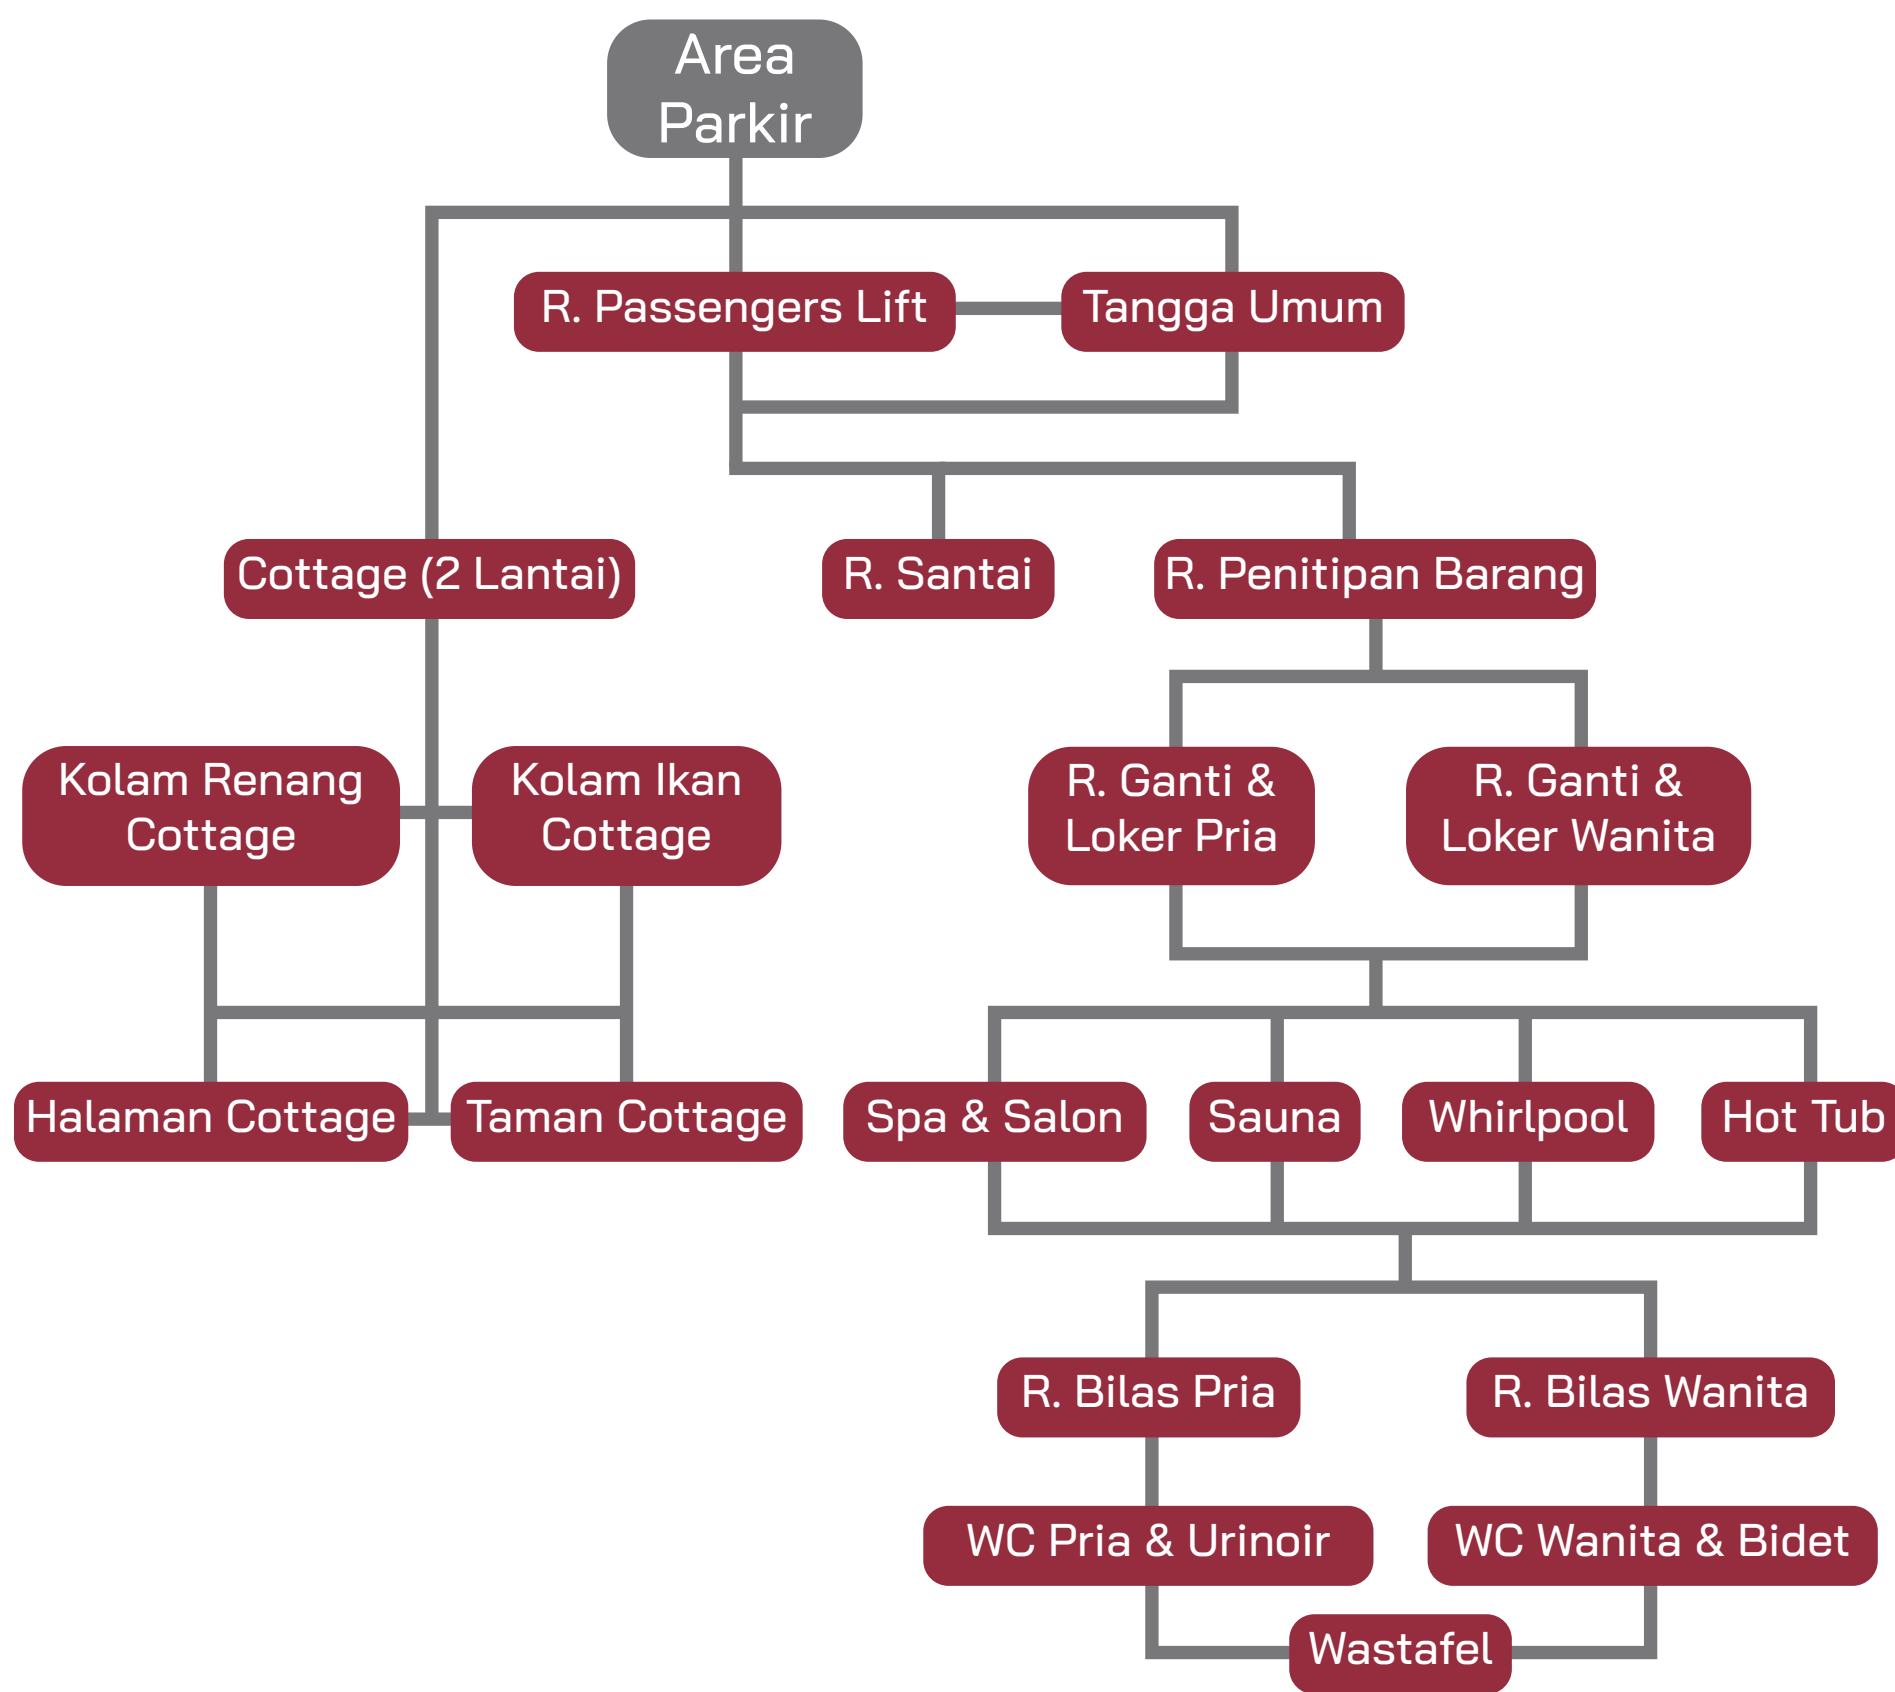 Area
Parkir
R. Passengers Lift
Tangga Umum
Cottage (2 Lantai)
R. Santai
R. Penitipan Barang
Kolam Renang
Cottage
Kolam Ikan
Cottage
R. Ganti &
Loker Pria
R. Ganti &
Loker Wanita
Halaman Cottage
Taman Cottage
Spa & Salon
Sauna
Whirlpool
Hot Tub
R. Bilas Pria
R. Bilas Wanita
WC Pria & Urinoir
WC Wanita & Bidet
Wastafel